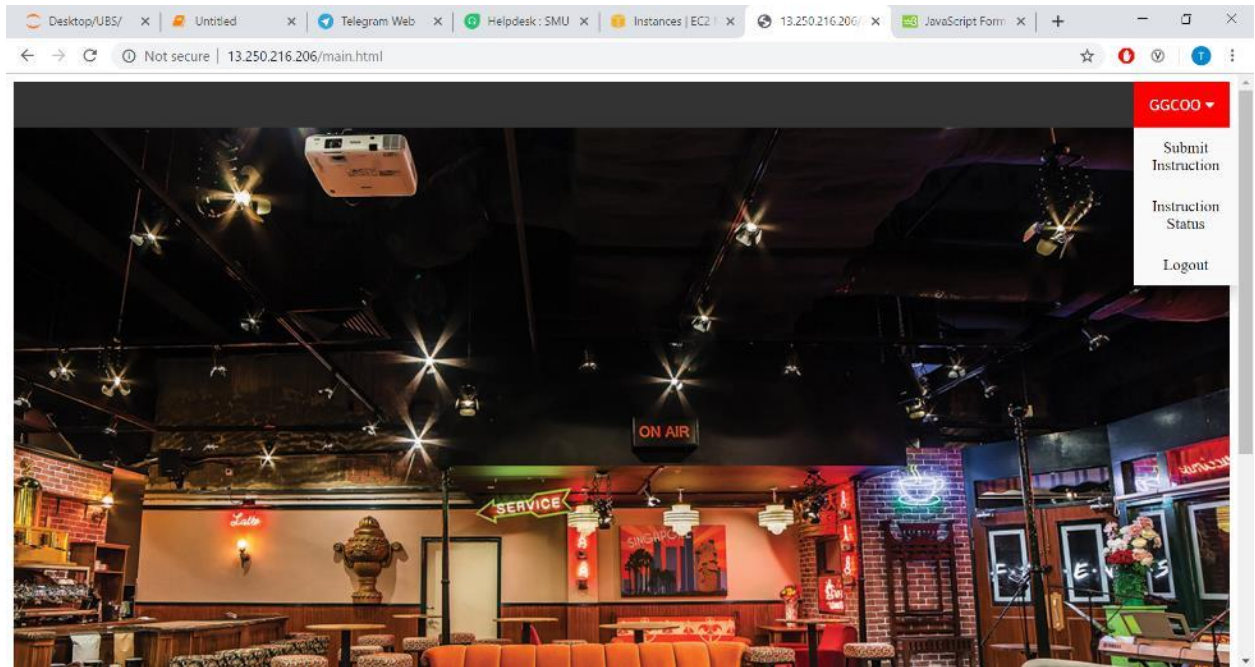 Desktop/UBS/
Untitled
Telegram Web
Helpdesk : SMU
Instances | EC2
13.250.216.206/
JavaScript Form
Not secure | 13.250.216.206/main.html
T
GGCOO
Submit
Instruction
Instruction
Status
Logout
ON AIR
SERVICE
Latte
SINGAPORE